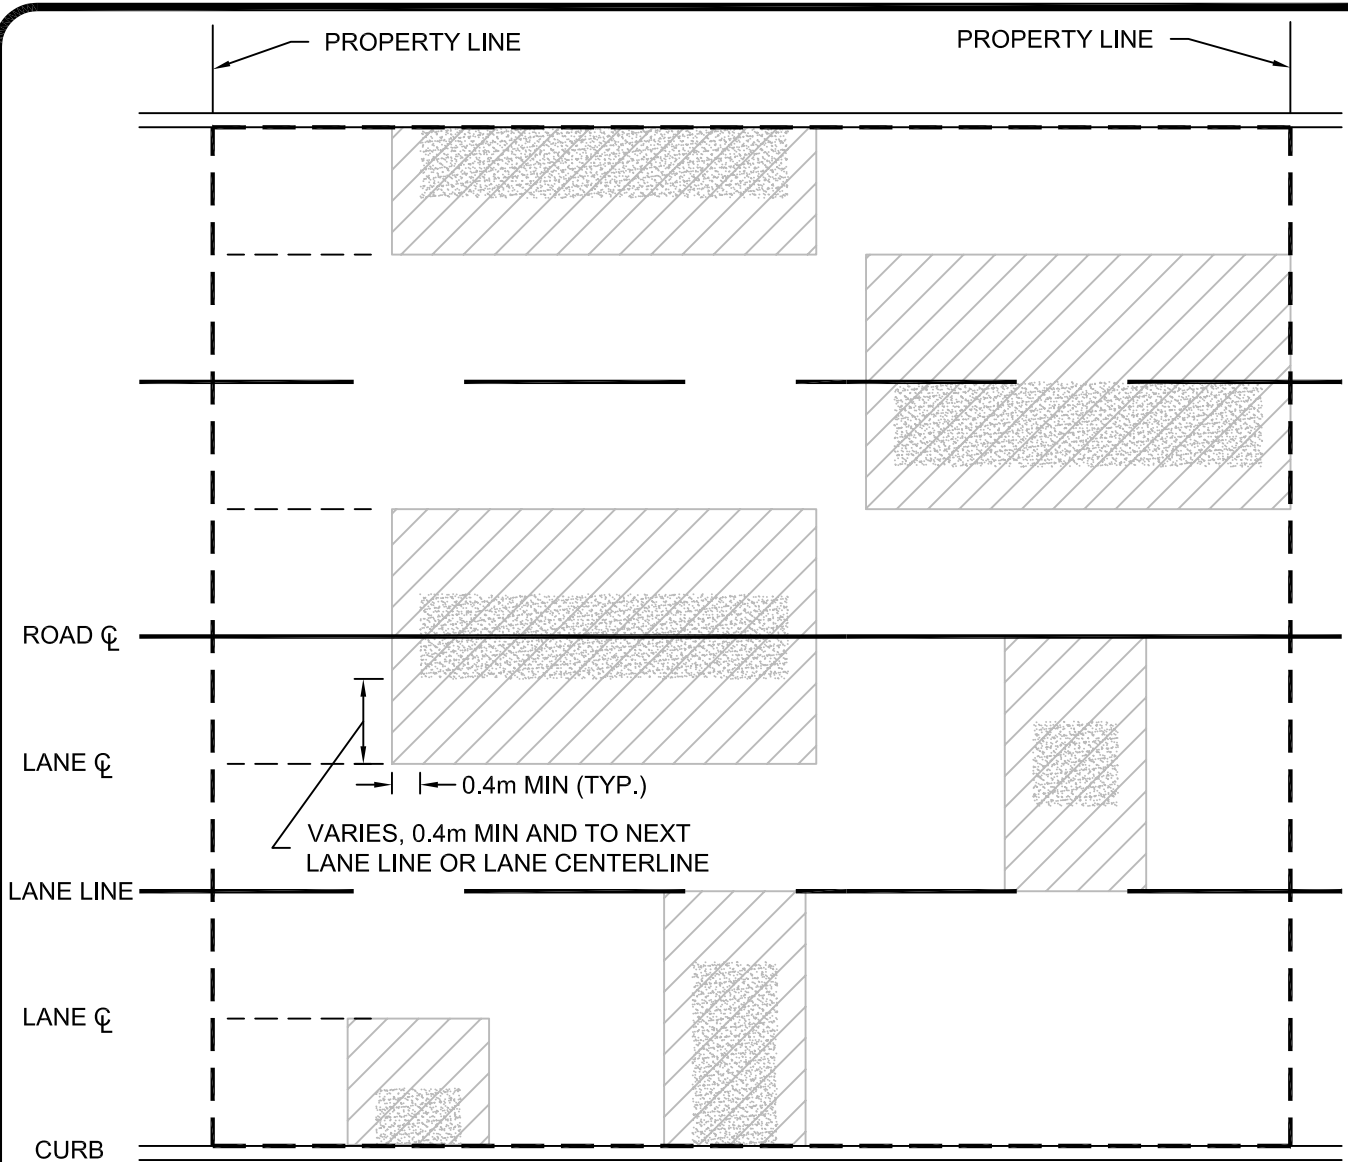 PROPERTY LINE
PROPERTY LINE
ROAD ℄
LANE ℄
0.4m MIN (TYP.)
VARIES, 0.4m MIN AND TO NEXT
LANE LINE OR LANE CENTERLINE
LANE LINE
LANE ℄
CURB